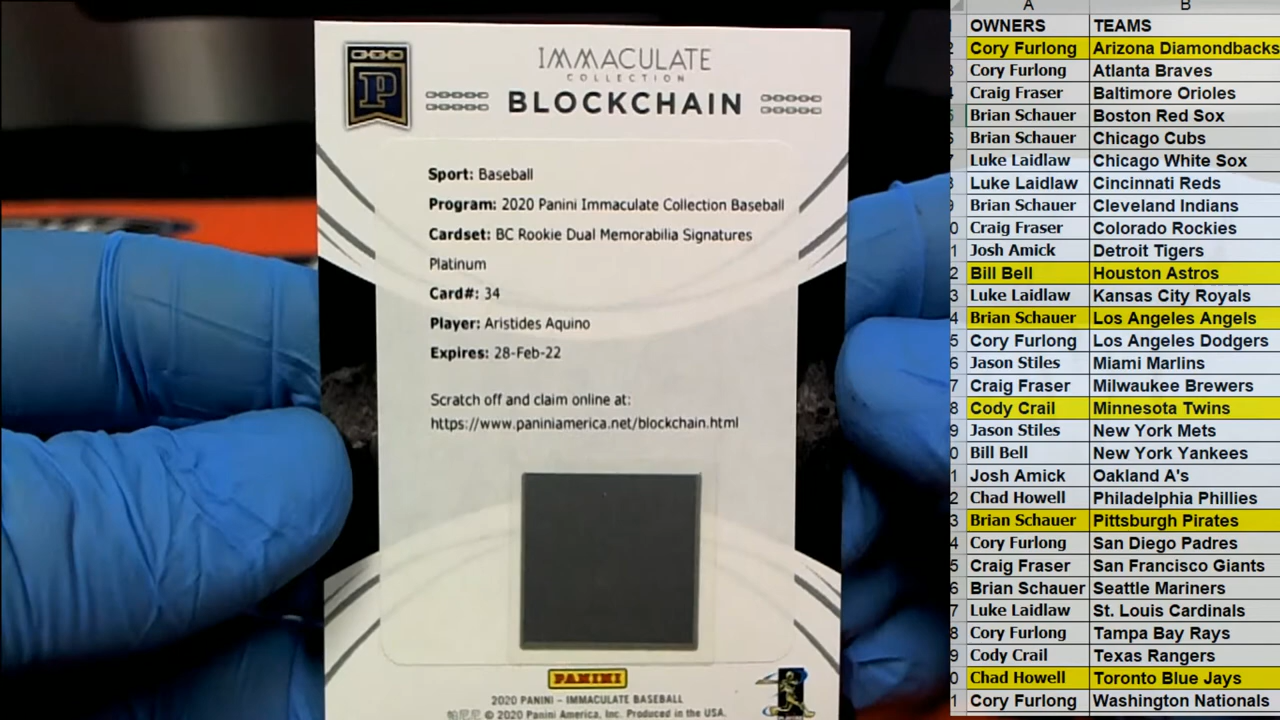 IMMACULATE
COLLECTION
BLOCKCHAIN
P
Sport: Baseball
Program: 2020 Panini Immaculate Collection Baseball
Cardset: BC Rookie Dual Memorabilia Signatures
Platinum
Card#: 34
Player: Aristides Aquino
Expires: 28-Feb-22
Scratch off and claim online at:
https://www.paniniamerica.net/blockchain.html
PANINI
2020 PANINI - IMMACULATE BASEBALL
帕尼尼 © 2020 Panini America, Inc. Produced in the USA.
A B
OWNERS TEAMS
Cory Furlong Arizona Diamondbacks
Cory Furlong Atlanta Braves
Craig Fraser Baltimore Orioles
Brian Schauer Boston Red Sox
Brian Schauer Chicago Cubs
Luke Laidlaw Chicago White Sox
Luke Laidlaw Cincinnati Reds
Brian Schauer Cleveland Indians
Craig Fraser Colorado Rockies
Josh Amick Detroit Tigers
Bill Bell Houston Astros
Luke Laidlaw Kansas City Royals
Brian Schauer Los Angeles Angels
Cory Furlong Los Angeles Dodgers
Jason Stiles Miami Marlins
Craig Fraser Milwaukee Brewers
Cody Crail Minnesota Twins
Jason Stiles New York Mets
Bill Bell New York Yankees
Josh Amick Oakland A's
Chad Howell Philadelphia Phillies
Brian Schauer Pittsburgh Pirates
Cory Furlong San Diego Padres
Craig Fraser San Francisco Giants
Brian Schauer Seattle Mariners
Luke Laidlaw St. Louis Cardinals
Cory Furlong Tampa Bay Rays
Cody Crail Texas Rangers
Chad Howell Toronto Blue Jays
Cory Furlong Washington Nationals